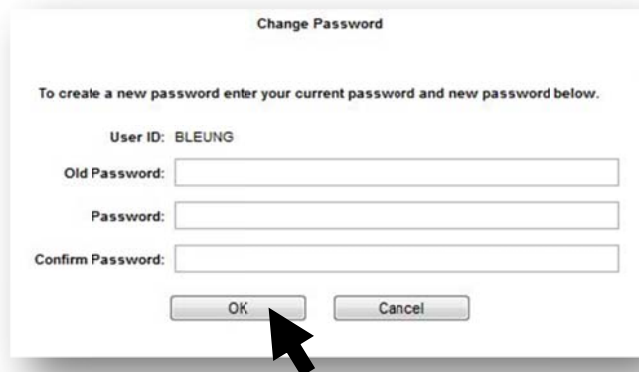 Change Password
To create a new password enter your current password and new password below.
User ID: BLEUNG
Old Password:
Password:
Confirm Password:
OK Cancel